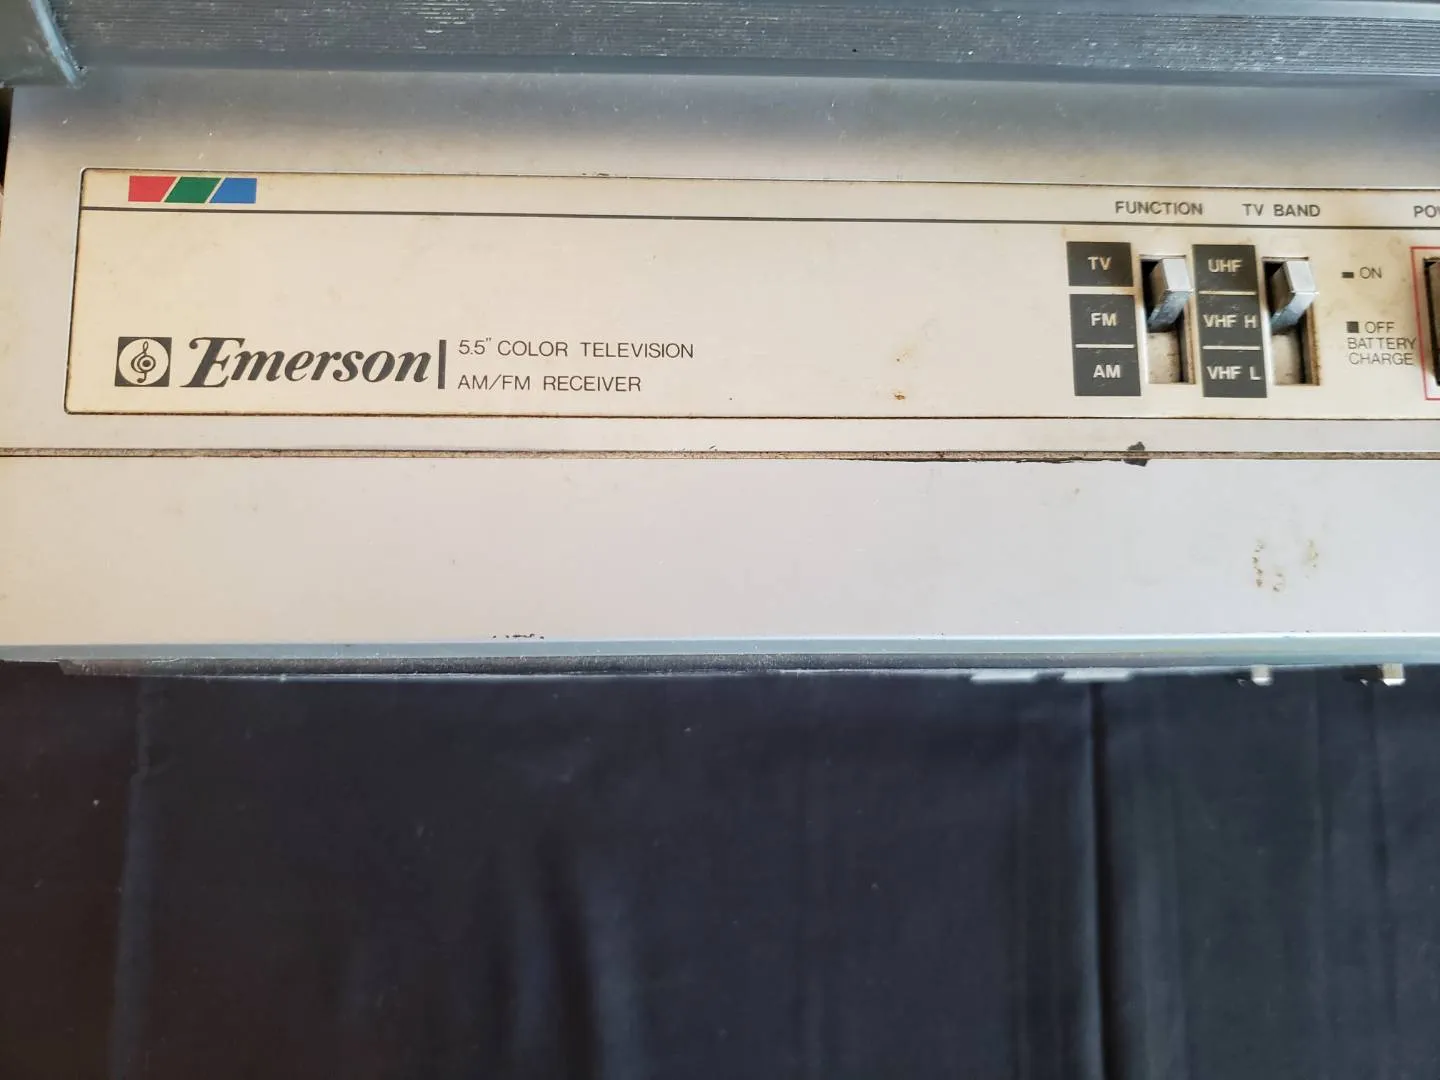 FUNCTION TV BAND
TV UHF ON
FM VHF H OFF
BATTERY
CHARGE
AM VHF L
Emerson
5.5" COLOR TELEVISION
AM/FM RECEIVER